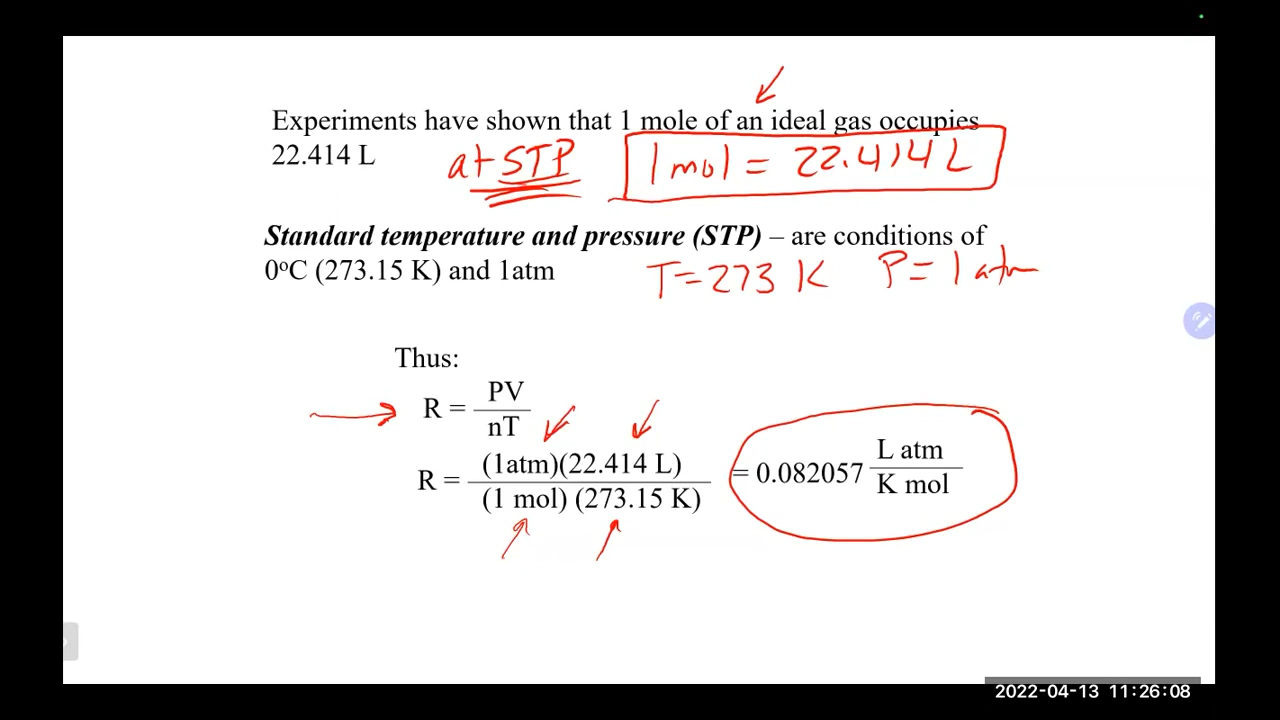 Experiments have shown that 1 mole of an ideal gas occupies
22.414 L at STP 1 mol = 22.414 L
Standard temperature and pressure (STP) – are conditions of
0°C (273.15 K) and 1atm T=273 K P=1 atm
Thus:
R = PV
nT
R = (1atm)(22.414 L) = 0.082057 L atm
(1 mol) (273.15 K) K mol
2022-04-13 11:26:08